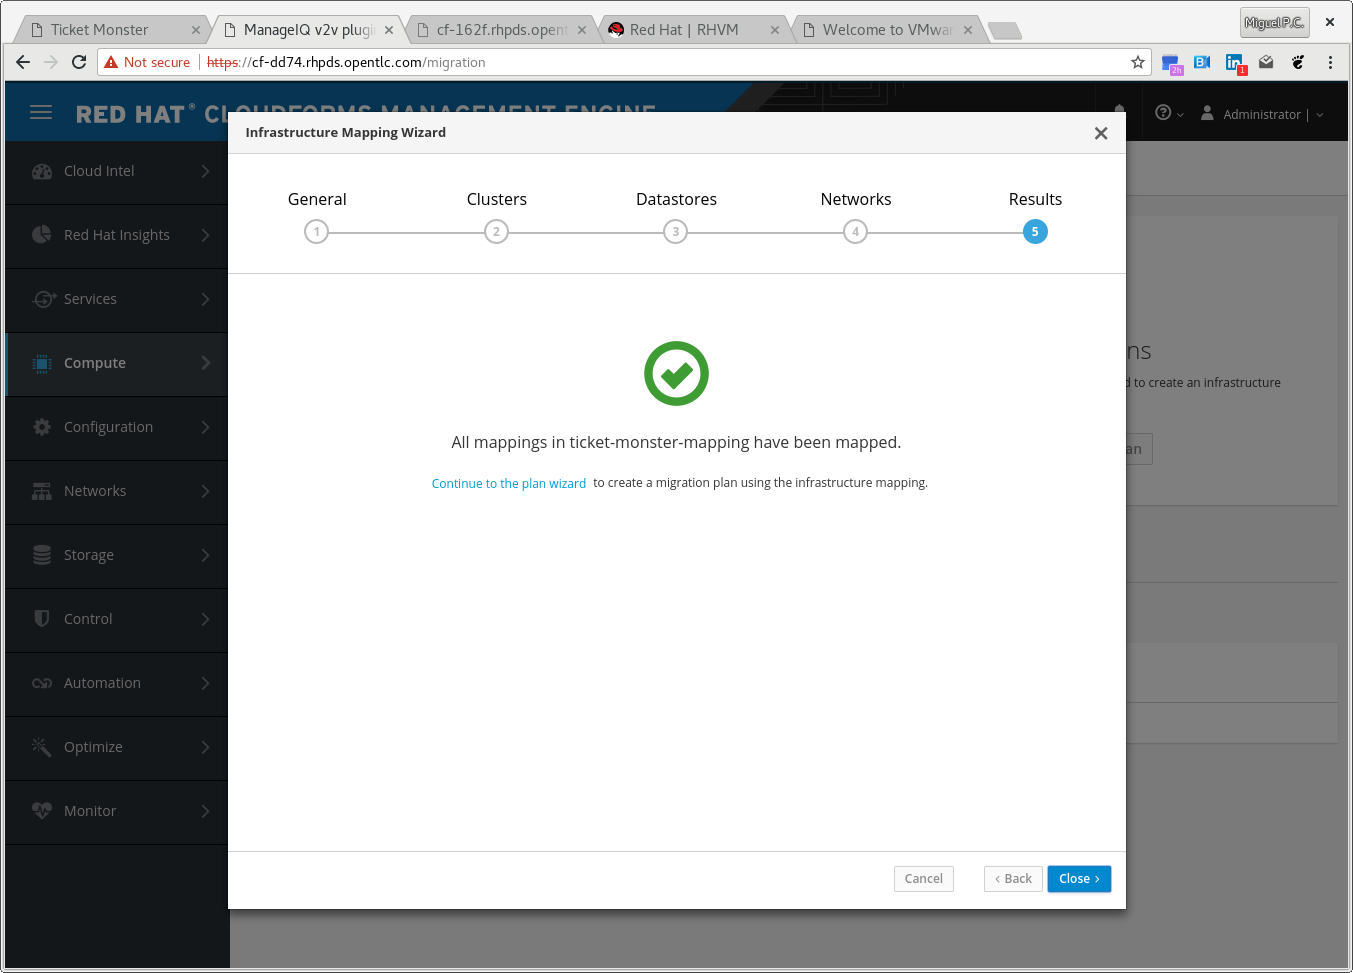 Miguel P.C.
Ticket Monster
ManageIQ v2v plugi
cf-162f.rhpds.opent
Red Hat | RHVM
Welcome to VMwar
Not secure
https://cf-dd74.rhpds.opentlc.com/migration
2h
B
in
1
RED HAT® CLOUDFORMS MANAGEMENT ENGINE
Administrator |
Infrastructure Mapping Wizard
Cloud Intel
Red Hat Insights
Services
Compute
Configuration
Networks
Storage
Control
Automation
Optimize
Monitor
General
Clusters
Datastores
Networks
Results
1
2
3
4
5
All mappings in ticket-monster-mapping have been mapped.
Continue to the plan wizard to create a migration plan using the infrastructure mapping.
ns
d to create an infrastructure
an
Cancel
‹ Back
Close ›